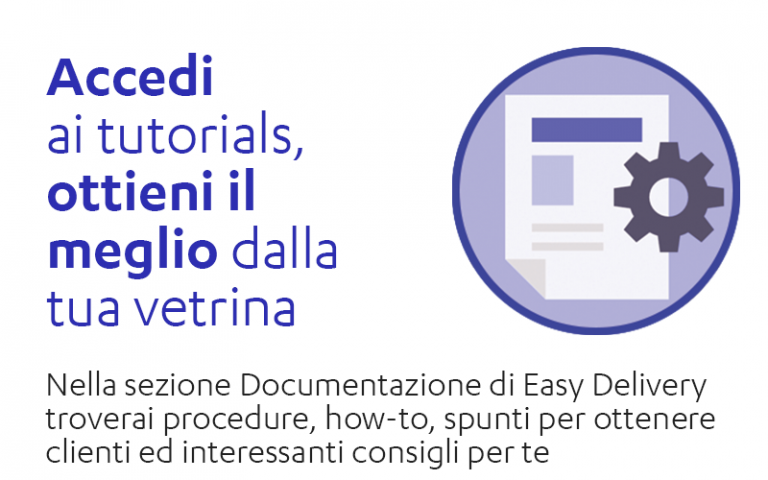 Accedi
ai tutorials,
ottieni il
meglio dalla
tua vetrina
Nella sezione Documentazione di Easy Delivery
troverai procedure, how-to, spunti per ottenere
clienti ed interessanti consigli per te